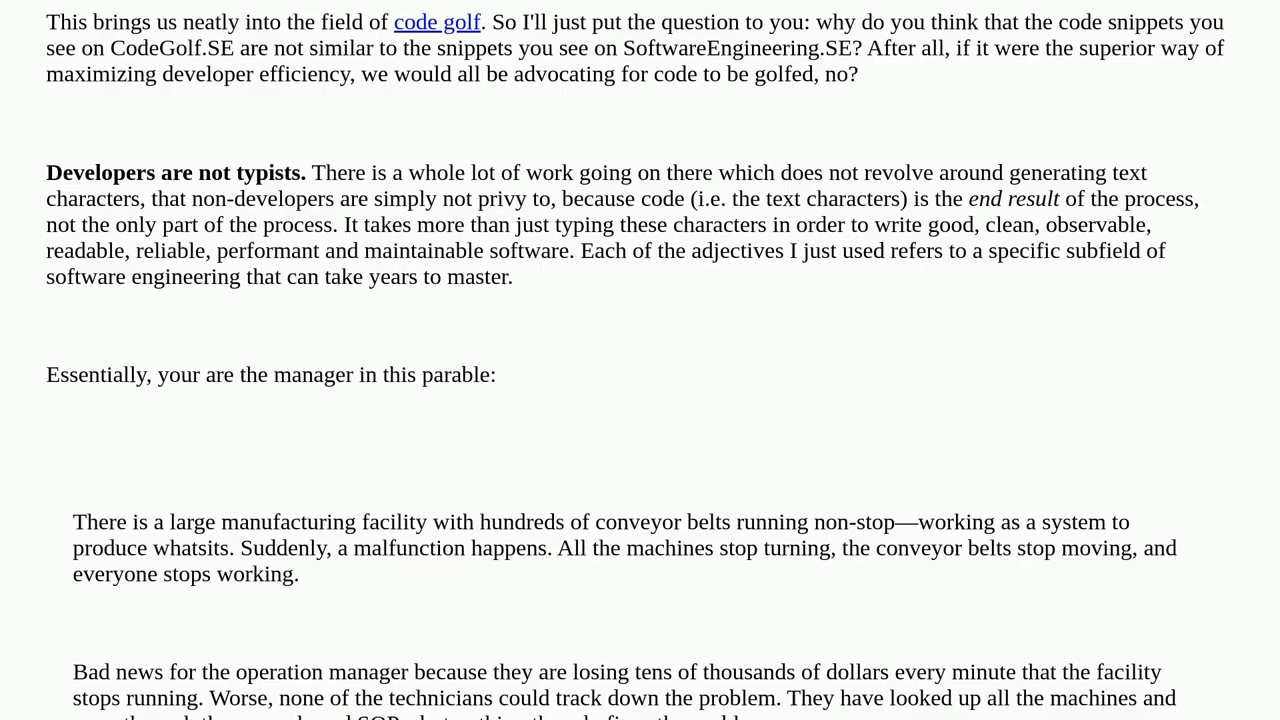 This brings us neatly into the field of code golf. So I'll just put the question to you: why do you think that the code snippets you
see on CodeGolf.SE are not similar to the snippets you see on SoftwareEngineering.SE? After all, if it were the superior way of
maximizing developer efficiency, we would all be advocating for code to be golfed, no?
Developers are not typists. There is a whole lot of work going on there which does not revolve around generating text
characters, that non-developers are simply not privy to, because code (i.e. the text characters) is the end result of the process,
not the only part of the process. It takes more than just typing these characters in order to write good, clean, observable,
readable, reliable, performant and maintainable software. Each of the adjectives I just used refers to a specific subfield of
software engineering that can take years to master.
Essentially, your are the manager in this parable:
There is a large manufacturing facility with hundreds of conveyor belts running non-stop—working as a system to
produce whatsits. Suddenly, a malfunction happens. All the machines stop turning, the conveyor belts stop moving, and
everyone stops working.
Bad news for the operation manager because they are losing tens of thousands of dollars every minute that the facility
stops running. Worse, none of the technicians could track down the problem. They have looked up all the machines and